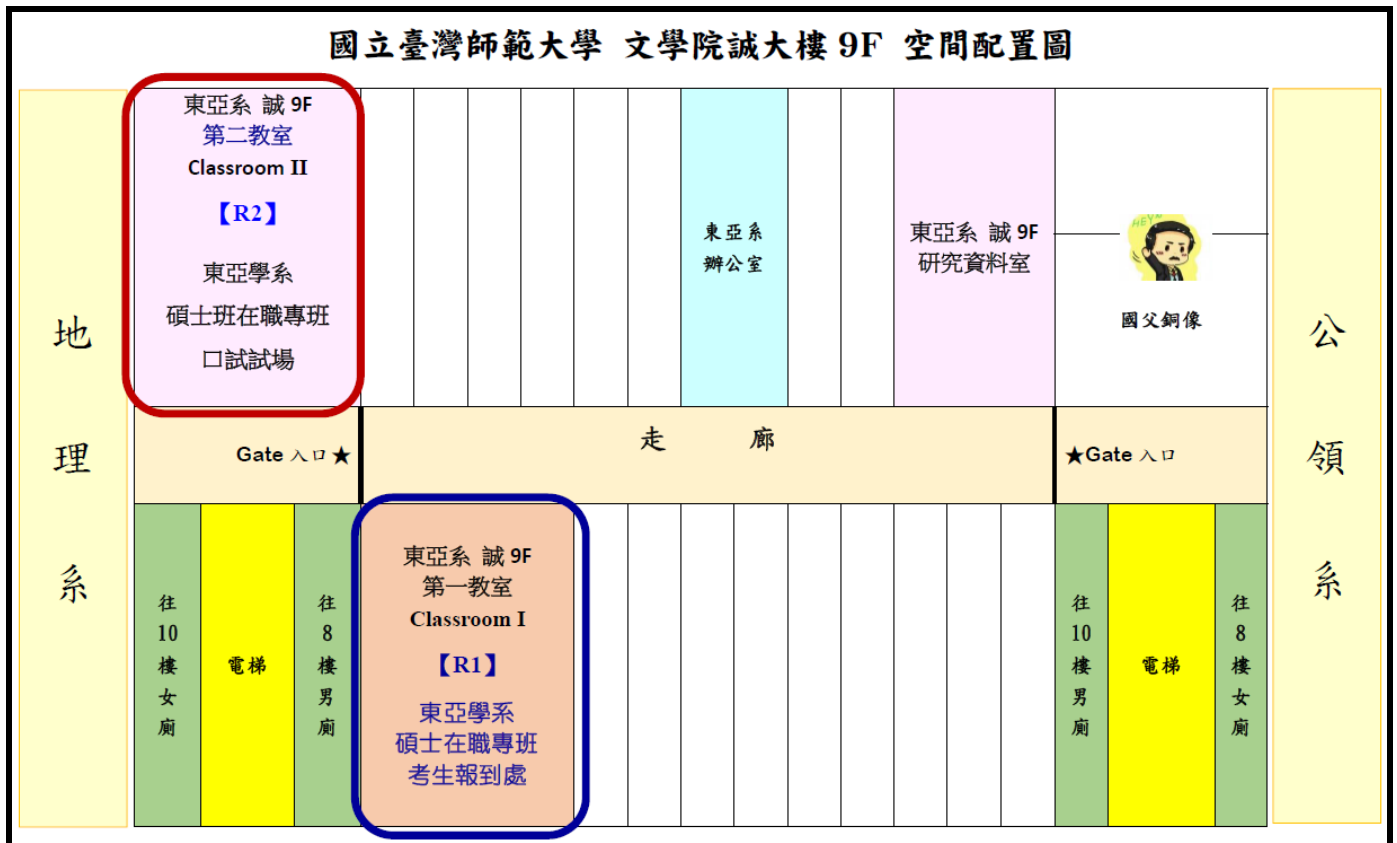 國立臺灣師範大學 文學院誠大樓 9F 空間配置圖
地理系
東亞系 誠 9F
第二教室
Classroom II
【R2】
東亞學系
碩士班在職專班
口試試場
東亞系
辦公室
東亞系 誠 9F
研究資料室
HEY~
國父銅像
公領系
Gate 入口★
走 廊
★Gate 入口
往10樓女廁
電梯
往8樓男廁
東亞系 誠 9F
第一教室
Classroom I
【R1】
東亞學系
碩士在職專班
考生報到處
往10樓男廁
電梯
往8樓女廁